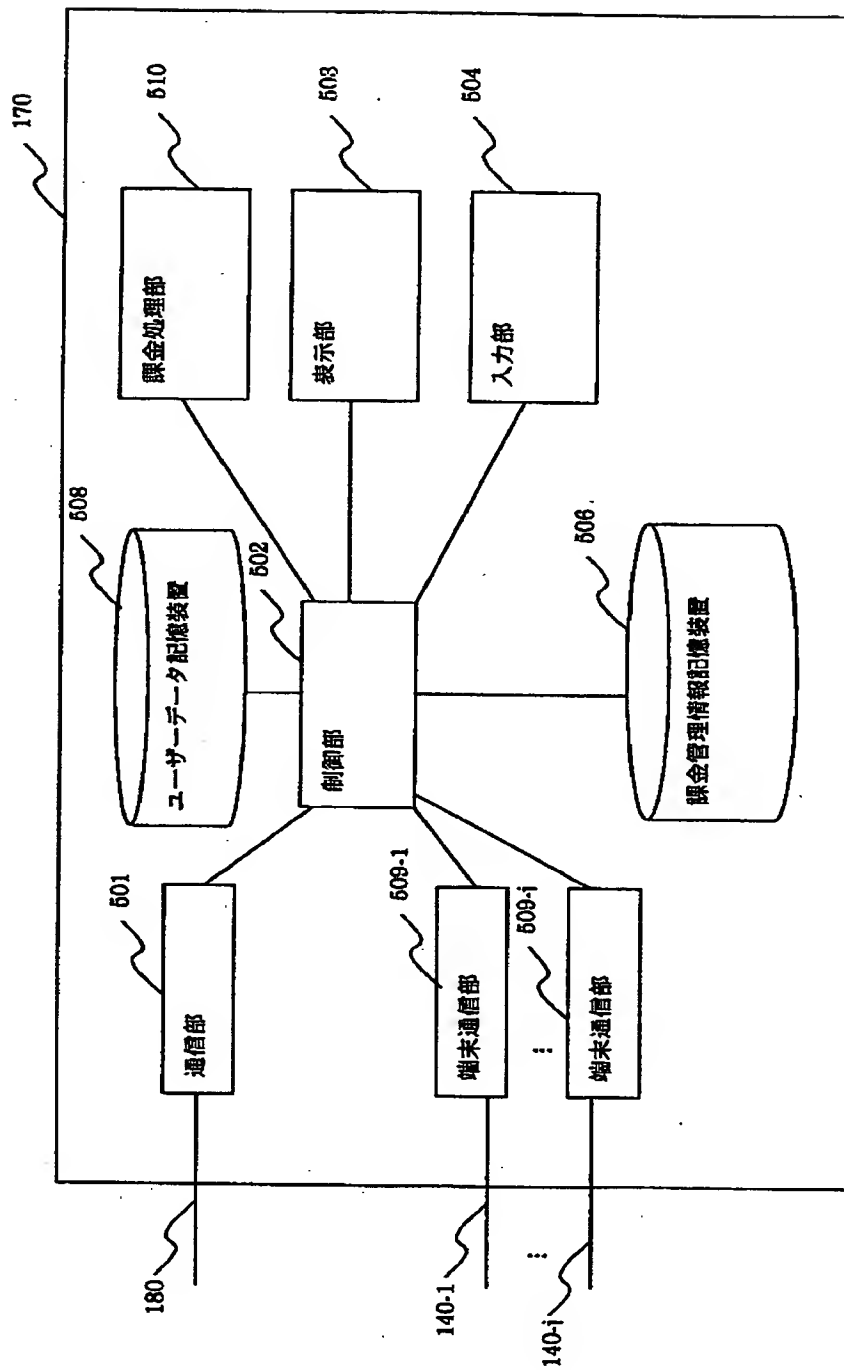 170
510
課金処理部
503
表示部
504
入力部
508
ユーザーデータ記憶装置
502
制御部
506
課金管理情報記憶装置
501
通信部
509-1
端末通信部
⋮
509-i
端末通信部
180
140-1
⋮
140-i